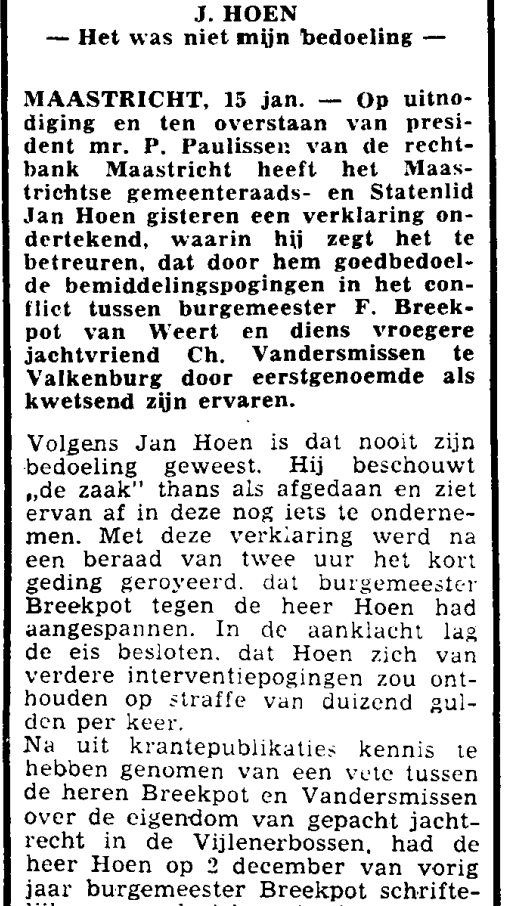 J. HOEN
— Het was niet mijn bedoeling —
MAASTRICHT, 15 jan. — Op uitno-
diging en ten overstaan van presi-
dent mr. P. Paulissen van de recht-
bank Maastricht heeft het Maas-
trichtse gemeenteraads- en Statenlid
Jan Hoen gisteren een verklaring on-
dertekend, waarin hij zegt het te
betreuren, dat door hem goedbedoel-
de bemiddelingspogingen in het con-
flict tussen burgemeester F. Breek-
pot van Weert en diens vroegere
jachtvriend Ch. Vandersmissen te
Valkenburg door eerstgenoemde als
kwetsend zijn ervaren.
Volgens Jan Hoen is dat nooit zijn
bedoeling geweest. Hij beschouwt
„de zaak" thans als afgedaan en ziet
ervan af in deze nog iets te onderne-
men. Met deze verklaring werd na
een beraad van twee uur het kort
geding geroyeerd, dat burgemeester
Breekpot tegen de heer Hoen had
aangespannen. In de aanklacht lag
de eis besloten, dat Hoen zich van
verdere interventiepogingen zou ont-
houden op straffe van duizend gul-
den per keer.
Na uit krantepublikaties kennis te
hebben genomen van een vete tussen
de heren Breekpot en Vandersmissen
over de eigendom van gepacht jacht-
recht in de Vijlenerbossen, had de
heer Hoen op 2 december van vorig
jaar burgemeester Breekpot schrifte-